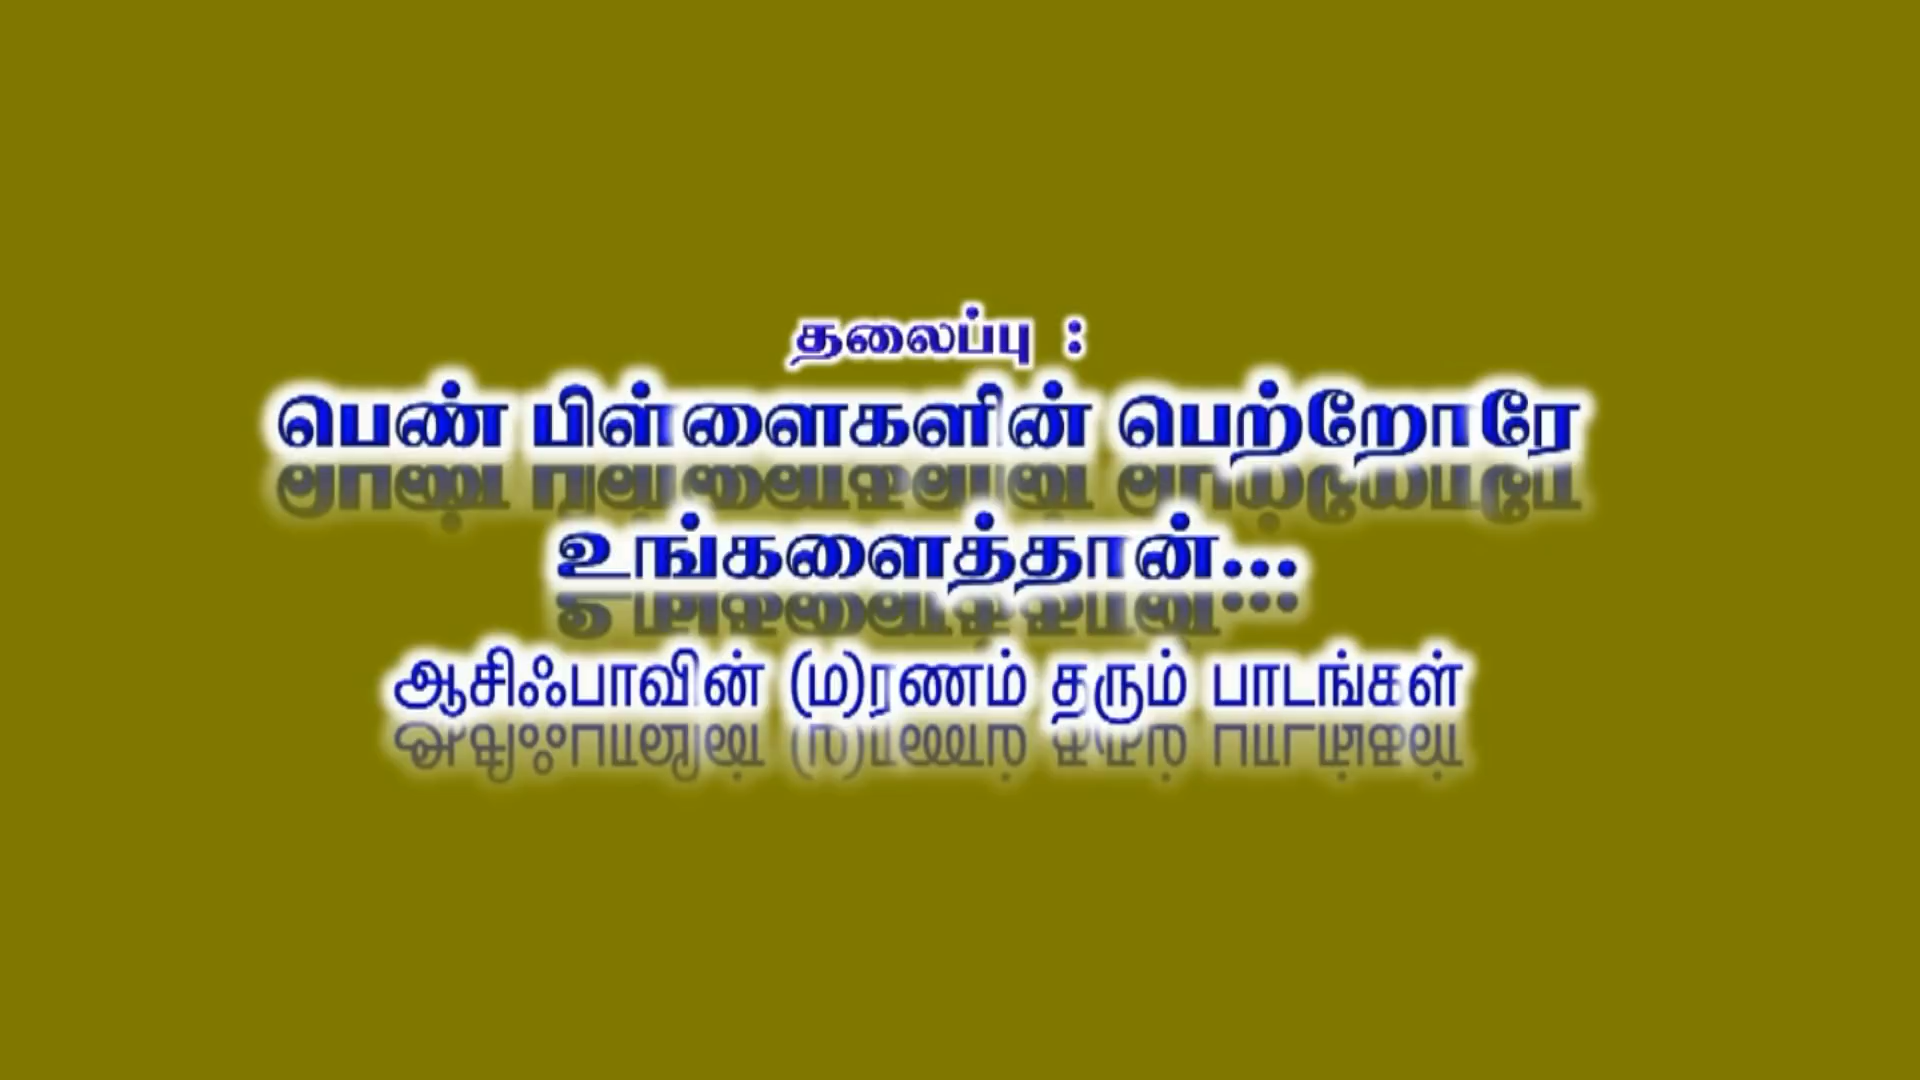 தலைப்பு :
பெண் பிள்ளைகளின் பெற்றோரே
உங்களைத்தான்...
ஆசிஃபாவின் (ம)ரணம் தரும் பாடங்கள்